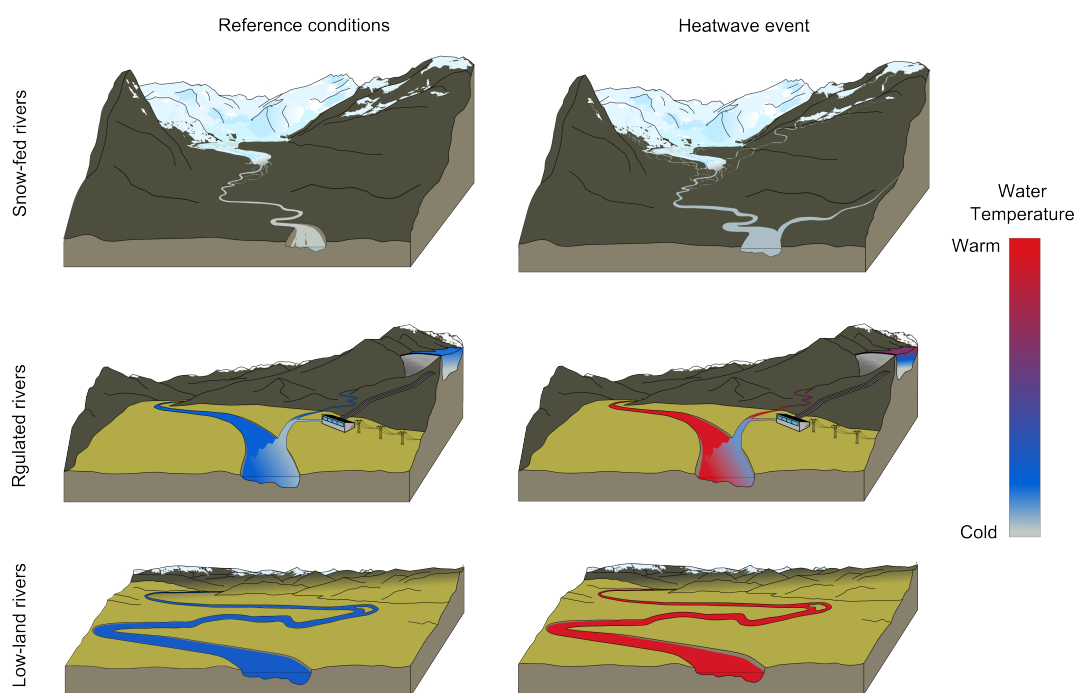 Reference conditions
Heatwave event
Snow-fed rivers
Rgulated rivers
Low-land rivers
Water
Temperature
Warm
Cold